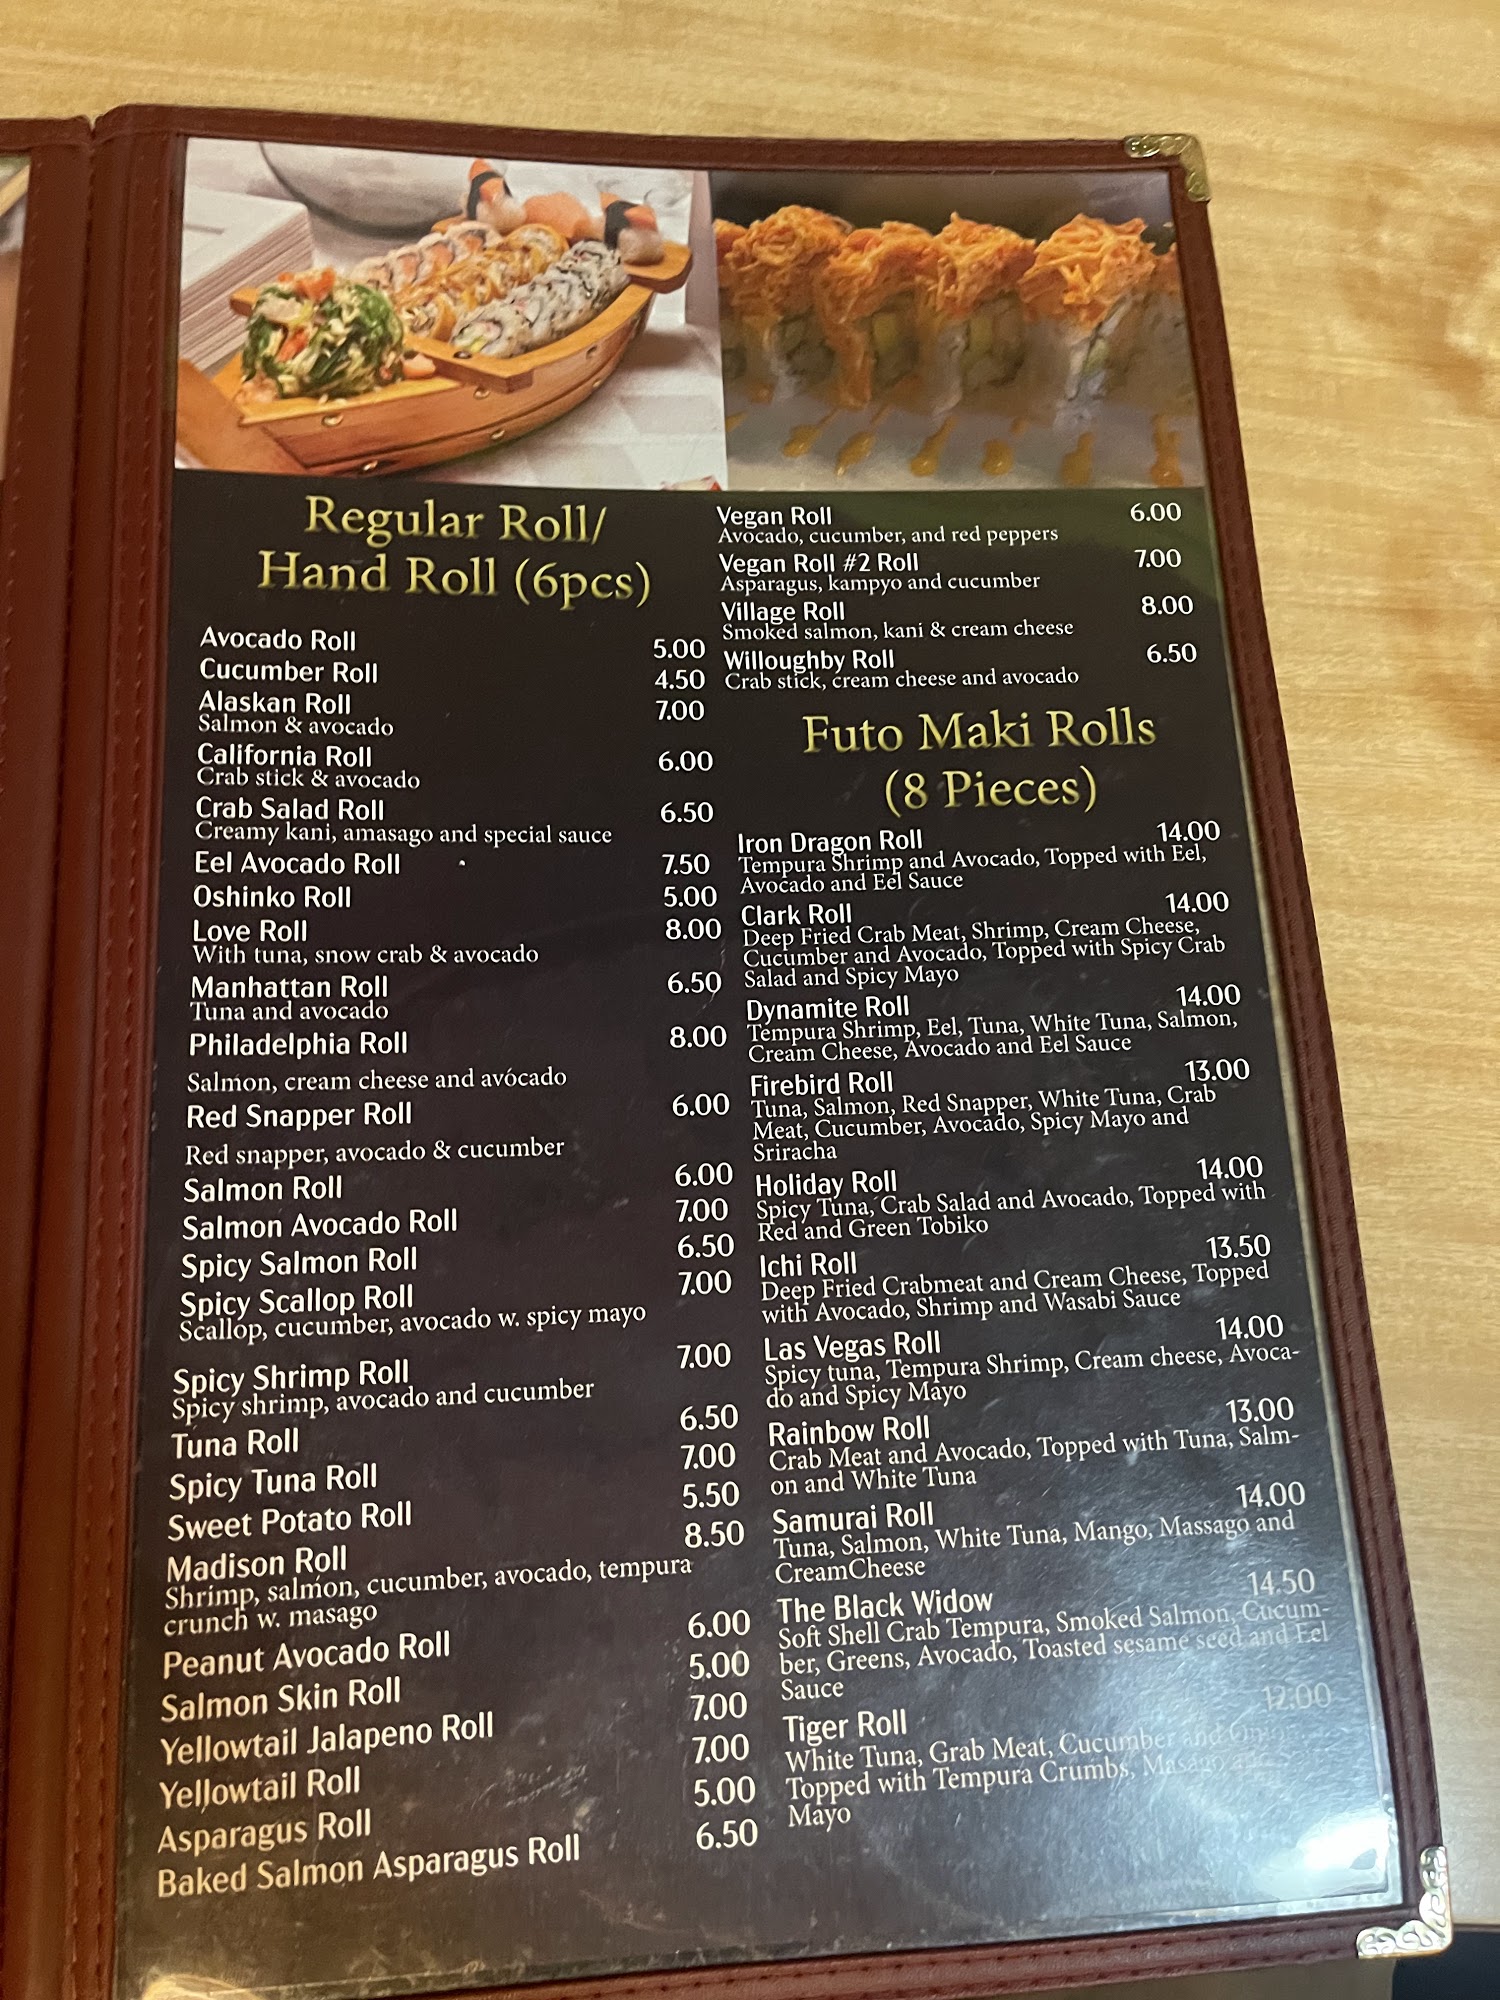 Regular Roll/
Hand Roll (6pcs)
Avocado Roll 5.00
Cucumber Roll 4.50
Alaskan Roll 7.00
Salmon & avocado
California Roll 6.00
Crab stick & avocado
Crab Salad Roll 6.50
Creamy kani, amasago and special sauce
Eel Avocado Roll 7.50
Oshinko Roll 5.00
Love Roll 8.00
With tuna, snow crab & avocado
Manhattan Roll 6.50
Tuna and avocado
Philadelphia Roll 8.00
Salmon, cream cheese and avócado
Red Snapper Roll 6.00
Red snapper, avocado & cucumber
Salmon Roll 6.00
Salmon Avocado Roll 7.00
Spicy Salmon Roll 6.50
Spicy Scallop Roll 7.00
Scallop, cucumber, avocado w. spicy mayo
Spicy Shrimp Roll 7.00
Spicy shrimp, avocado and cucumber
Tuna Roll 6.50
Spicy Tuna Roll 7.00
Sweet Potato Roll 5.50
Madison Roll 8.50
Shrimp, salmon, cucumber, avocado, tempura
crunch w. masago
Peanut Avocado Roll 6.00
Salmon Skin Roll 5.00
Yellowtail Jalapeno Roll 7.00
Yellowtail Roll 7.00
Asparagus Roll 5.00
Baked Salmon Asparagus Roll 6.50
Vegan Roll 6.00
Avocado, cucumber, and red peppers
Vegan Roll #2 Roll 7.00
Asparagus, kampyo and cucumber
Village Roll 8.00
Smoked salmon, kani & cream cheese
Willoughby Roll 6.50
Crab stick, cream cheese and avocado
Futo Maki Rolls
(8 Pieces)
Iron Dragon Roll 14.00
Tempura Shrimp and Avocado, Topped with Eel,
Avocado and Eel Sauce
Clark Roll 14.00
Deep Fried Crab Meat, Shrimp, Cream Cheese,
Cucumber and Avocado, Topped with Spicy Crab
Salad and Spicy Mayo
Dynamite Roll 14.00
Tempura Shrimp, Eel, Tuna, White Tuna, Salmon,
Cream Cheese, Avocado and Eel Sauce
Firebird Roll 13.00
Tuna, Salmon, Red Snapper, White Tuna, Crab
Meat, Cucumber, Avocado, Spicy Mayo and
Sriracha
Holiday Roll 14.00
Spicy Tuna, Crab Salad and Avocado, Topped with
Red and Green Tobiko
Ichi Roll 13.50
Deep Fried Crabmeat and Cream Cheese, Topped
with Avocado, Shrimp and Wasabi Sauce
Las Vegas Roll 14.00
Spicy tuna, Tempura Shrimp, Cream cheese, Avoca-
do and Spicy Mayo
Rainbow Roll 13.00
Crab Meat and Avocado, Topped with Tuna, Salm-
on and White Tuna
Samurai Roll 14.00
Tuna, Salmon, White Tuna, Mango, Massago and
CreamCheese
The Black Widow 14.50
Soft Shell Crab Tempura, Smoked Salmon, Cucum-
ber, Greens, Avocado, Toasted sesame seed and Eel
Sauce
Tiger Roll 12.00
White Tuna, Grab Meat, Cucumber and
Topped with Tempura Crumbs, Masago
Mayo